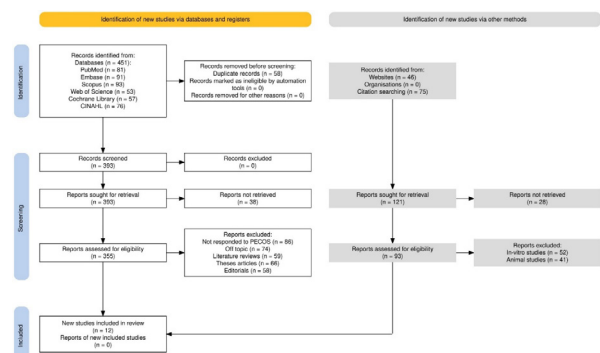 Identification of new studies via databases and registers
Identification of new studies via other methods
Identification
Records identified from:
Databases (n = 451):
PubMed (n = 81)
Embase (n = 91)
Scopus (n = 93)
Web of Science (n = 53)
Cochrane Library (n = 57)
CINAHL (n = 76)
Records removed before screening:
Duplicate records (n = 58)
Records marked as ineligible by automation
tools (n = 0)
Records removed for other reasons (n = 0)
Records identified from:
Websites (n = 46)
Organisations (n = 0)
Citation searching (n = 75)
Screening
Records screened
(n = 393)
Records excluded
(n = 0)
Reports sought for retrieval
(n = 393)
Reports not retrieved
(n = 38)
Reports sought for retrieval
(n = 121)
Reports not retrieved
(n = 28)
Reports assessed for eligibility
(n = 355)
Reports excluded:
Not responded to PECOS (n = 86)
Off topic (n = 74)
Literature reviews (n = 59)
Theses articles (n = 66)
Editorials (n = 58)
Reports assessed for eligibility
(n = 93)
Reports excluded:
In-vitro studies (n = 52)
Animal studies (n = 41)
Included
New studies included in review
(n = 12)
Reports of new included studies
(n = 0)